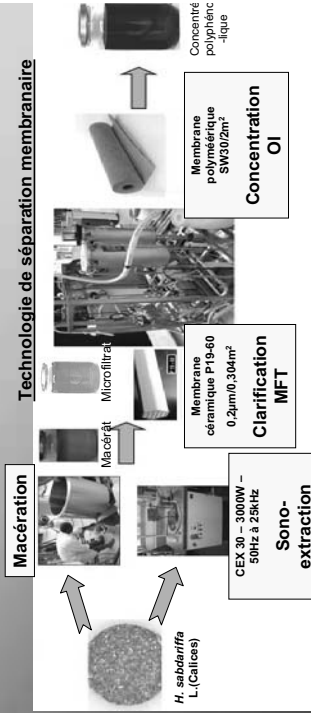 Technologie de séparation membranaire
Macération
H. sabdariffa
L.(Calices)
CEX 30 – 3000W –
50Hz à 25kHz
Sono-
extraction
Macérât
Microfiltrat
Membrane
céramique P19-60
0,2µm/0,304m²
Clarification
MFT
Membrane
polymérique
SW30/2m²
Concentration
OI
Concentré
polyphéno
-lique